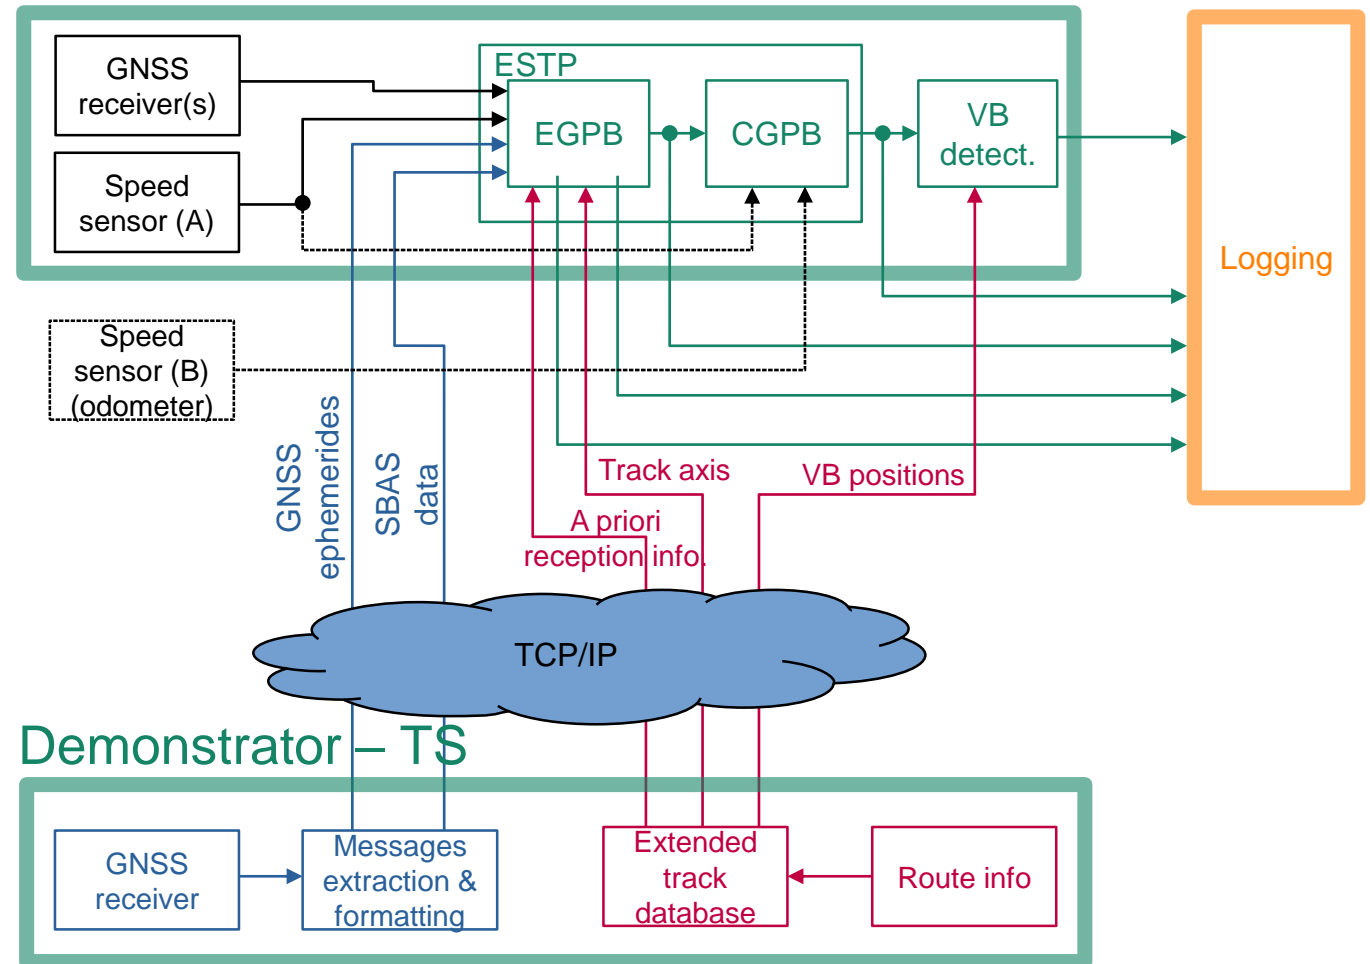 GNSS
receiver(s)
ESTP
EGPB
CGPB
VB
detect.
Speed
sensor (A)
Logging
Speed
sensor (B)
(odometer)
GNSS
ephemerides
SBAS
data
Track axis
VB positions
A priori
reception info.
TCP/IP
Demonstrator – TS
GNSS
receiver
Messages
extraction &
formatting
Extended
track
database
Route info